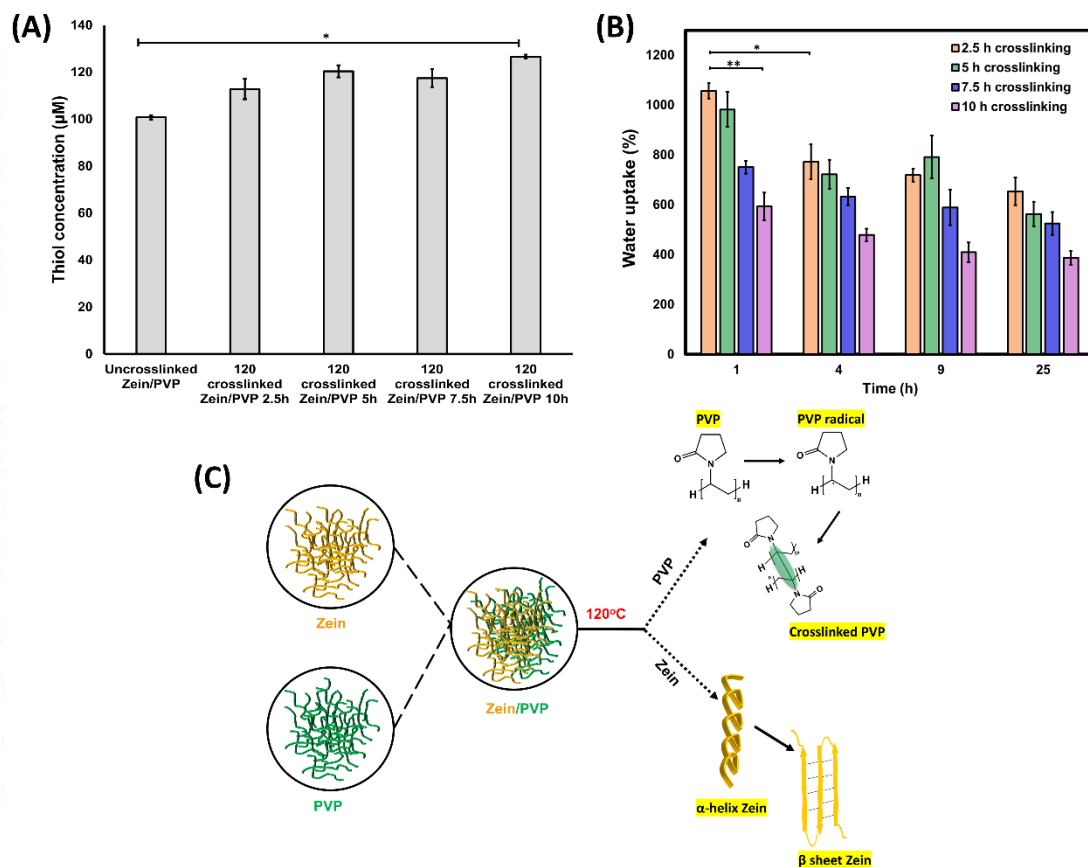 (A)
Thiol concentration (µM)
140
120
100
80
60
40
20
0
*
Uncrosslinked
Zein/PVP
120
crosslinked
Zein/PVP 2.5h
120
crosslinked
Zein/PVP 5h
120
crosslinked
Zein/PVP 7.5h
120
crosslinked
Zein/PVP 10h
(B)
Water uptake (%)
1200
1000
800
600
400
200
0
*
**
2.5 h crosslinking
5 h crosslinking
7.5 h crosslinking
10 h crosslinking
1
4
9
25
Time (h)
(C)
Zein
PVP
Zein/PVP
120°C
PVP
Zein
PVP
O
N
H
H
n
PVP radical
O
N
H
H
n
O
N
H
H
H
H
N
O
Crosslinked PVP
α-helix Zein
β sheet Zein